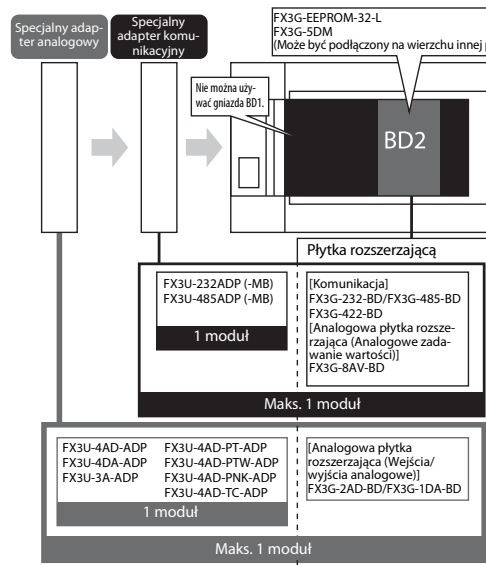 Specjalny adap-
ter analogowy
Specjalny
adapter komu-
nikacyjny
FX3G-EEPROM-32-L
FX3G-5DM
(Może być podłączony na wierzchu innej
Nie można uży-
wać gniazda BD1.
BD2
Płytka rozszerzającą
FX3U-232ADP (-MB)
FX3U-485ADP (-MB)
1 moduł
[Komunikacja]
FX3G-232-BD/FX3G-485-BD
FX3G-422-BD
[Analogowa płytka rozsze-
rzająca (Analogowe zada-
wanie wartości)]
FX3G-8AV-BD
Maks. 1 moduł
FX3U-4AD-ADP
FX3U-4DA-ADP
FX3U-3A-ADP
FX3U-4AD-PT-ADP
FX3U-4AD-PTW-ADP
FX3U-4AD-PNK-ADP
FX3U-4AD-TC-ADP
1 moduł
[Analogowa płytka
rozszerzająca (Wejścia/
wyjścia analogowe)]
FX3G-2AD-BD/FX3G-1DA-BD
Maks. 1 moduł